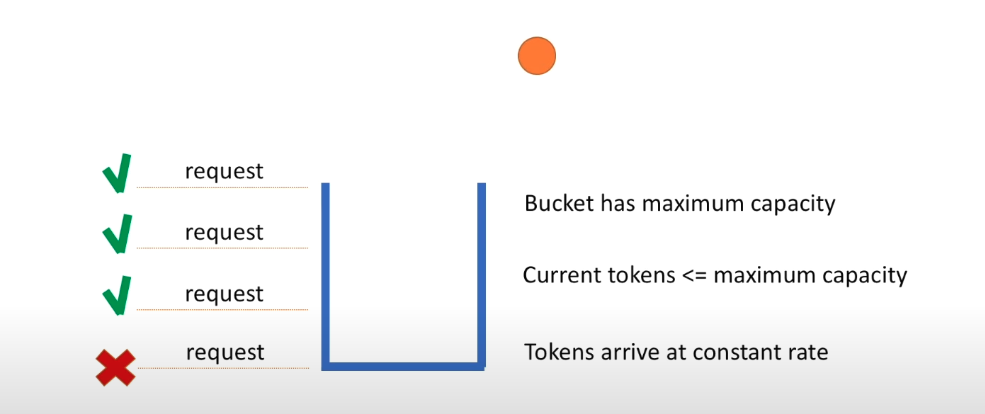 request
request
request
request
Bucket has maximum capacity
Current tokens <= maximum capacity
Tokens arrive at constant rate